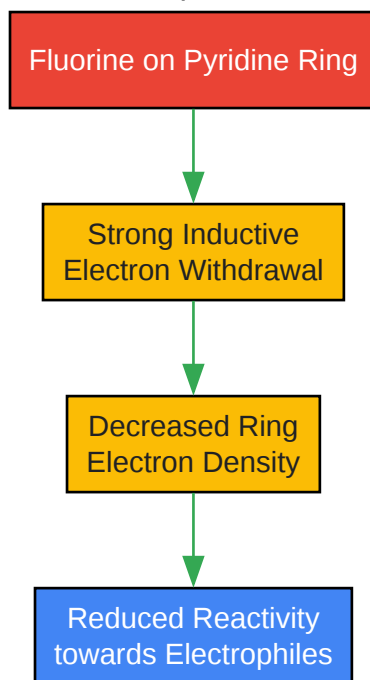 Fluorine on Pyridine Ring
Strong Inductive
Electron Withdrawal
Decreased Ring
Electron Density
Reduced Reactivity
towards Electrophiles